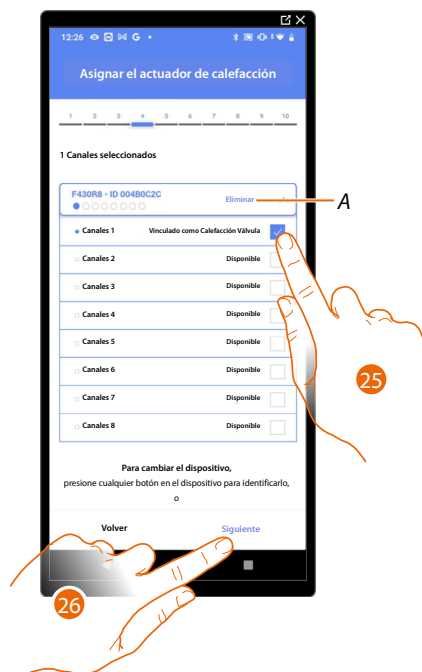 12:26 G
Asignar el actuador de calefacción
1 2 3 4 5 6 7 8 9 10
1 Canales seleccionados
F430R8 - ID 004B0C2C
Eliminar
A
Canales 1 Vinculado como Calefacción Válvula
Canales 2 Disponible
Canales 3 Disponible
Canales 4 Disponible
Canales 5 Disponible
Canales 6 Disponible
Canales 7 Disponible
Canales 8 Disponible
25
Para cambiar el dispositivo,
presione cualquier botón en el dispositivo para identificarlo,
o
Volver Siguiente
26